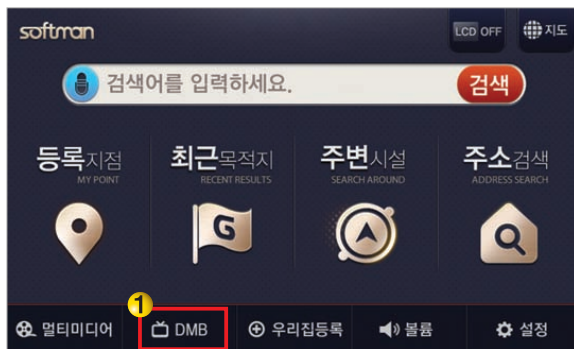 softman
LCD OFF 지도
검색어를 입력하세요. 검색
등록지점 최근목적지 주변시설 주소검색
MY POINT RECENT RESULTS SEARCH AROUND ADDRESS SEARCH
G
1
멀티미디어 DMB 우리집등록 볼륨 설정